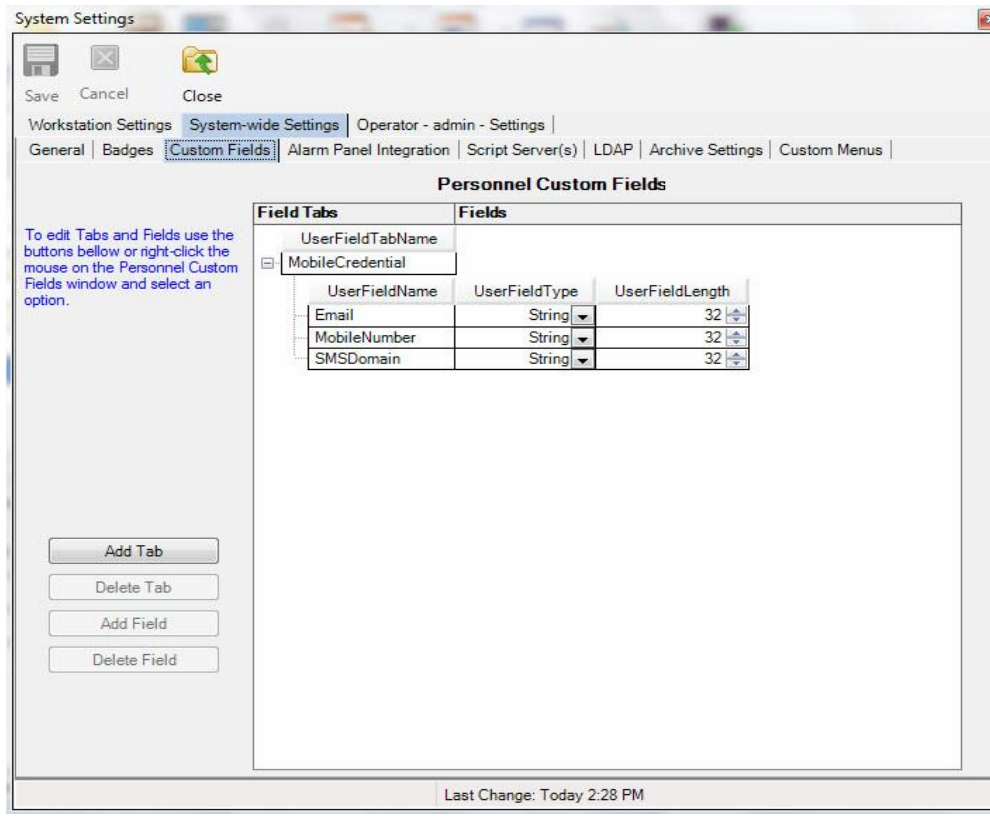 System Settings
Save Cancel Close
Workstation Settings System-wide Settings Operator - admin - Settings
General Badges Custom Fields Alarm Panel Integration Script Server(s) LDAP Archive Settings Custom Menus
Personnel Custom Fields
To edit Tabs and Fields use the
buttons bellow or right-click the
mouse on the Personnel Custom
Fields window and select an
option.
Field Tabs Fields
UserFieldTabName
MobileCredential
UserFieldName UserFieldType UserFieldLength
Email String 32
MobileNumber String 32
SMSDomain String 32
Add Tab
Delete Tab
Add Field
Delete Field
Last Change: Today 2:28 PM